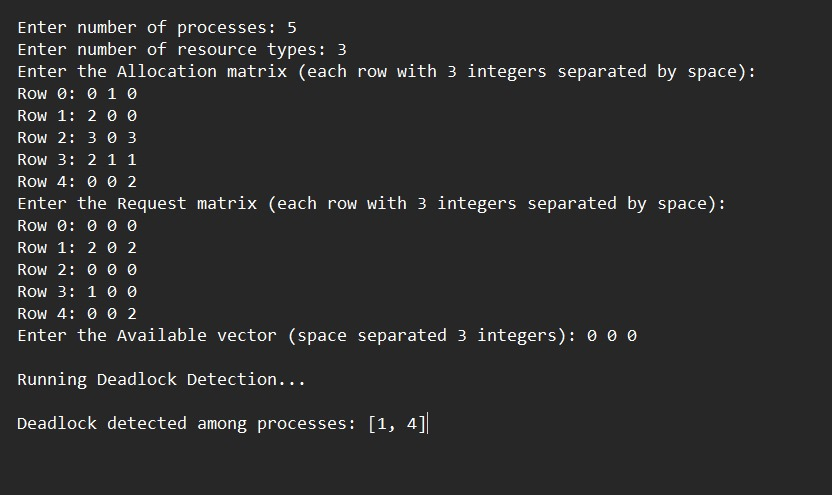 Enter number of processes: 5
Enter number of resource types: 3
Enter the Allocation matrix (each row with 3 integers separated by space):
Row 0: 0 1 0
Row 1: 2 0 0
Row 2: 3 0 3
Row 3: 2 1 1
Row 4: 0 0 2
Enter the Request matrix (each row with 3 integers separated by space):
Row 0: 0 0 0
Row 1: 2 0 2
Row 2: 0 0 0
Row 3: 1 0 0
Row 4: 0 0 2
Enter the Available vector (space separated 3 integers): 0 0 0
Running Deadlock Detection...
Deadlock detected among processes: [1, 4]